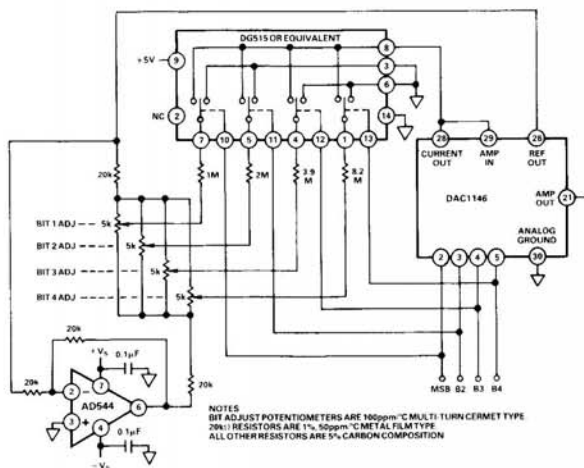 DG515 OR EQUIVALENT
+5V
9
8
3
6
NC
2
14
7
10
5
11
4
12
1
13
28
29
26
CURRENT OUT
AMP IN
REF OUT
20k
1M
2M
3.9 M
8.2 M
DAC1146
21
AMP OUT
ANALOG GROUND
2
3
4
5
30
BIT 1 ADJ
5k
BIT 2 ADJ
5k
BIT 3 ADJ
5k
BIT 4 ADJ
5k
20k
+Vs
0.1μF
20k
20k
2
7
AD544
6
3
4
0.1μF
-Vs
MSB
B2
B3
B4
NOTES
BIT ADJUST POTENTIOMETERS ARE 100ppm/°C MULTI-TURN CERMET TYPE
20kΩ RESISTORS ARE 1%, 50ppm/°C METAL FILM TYPE
ALL OTHER RESISTORS ARE 5% CARBON COMPOSITION